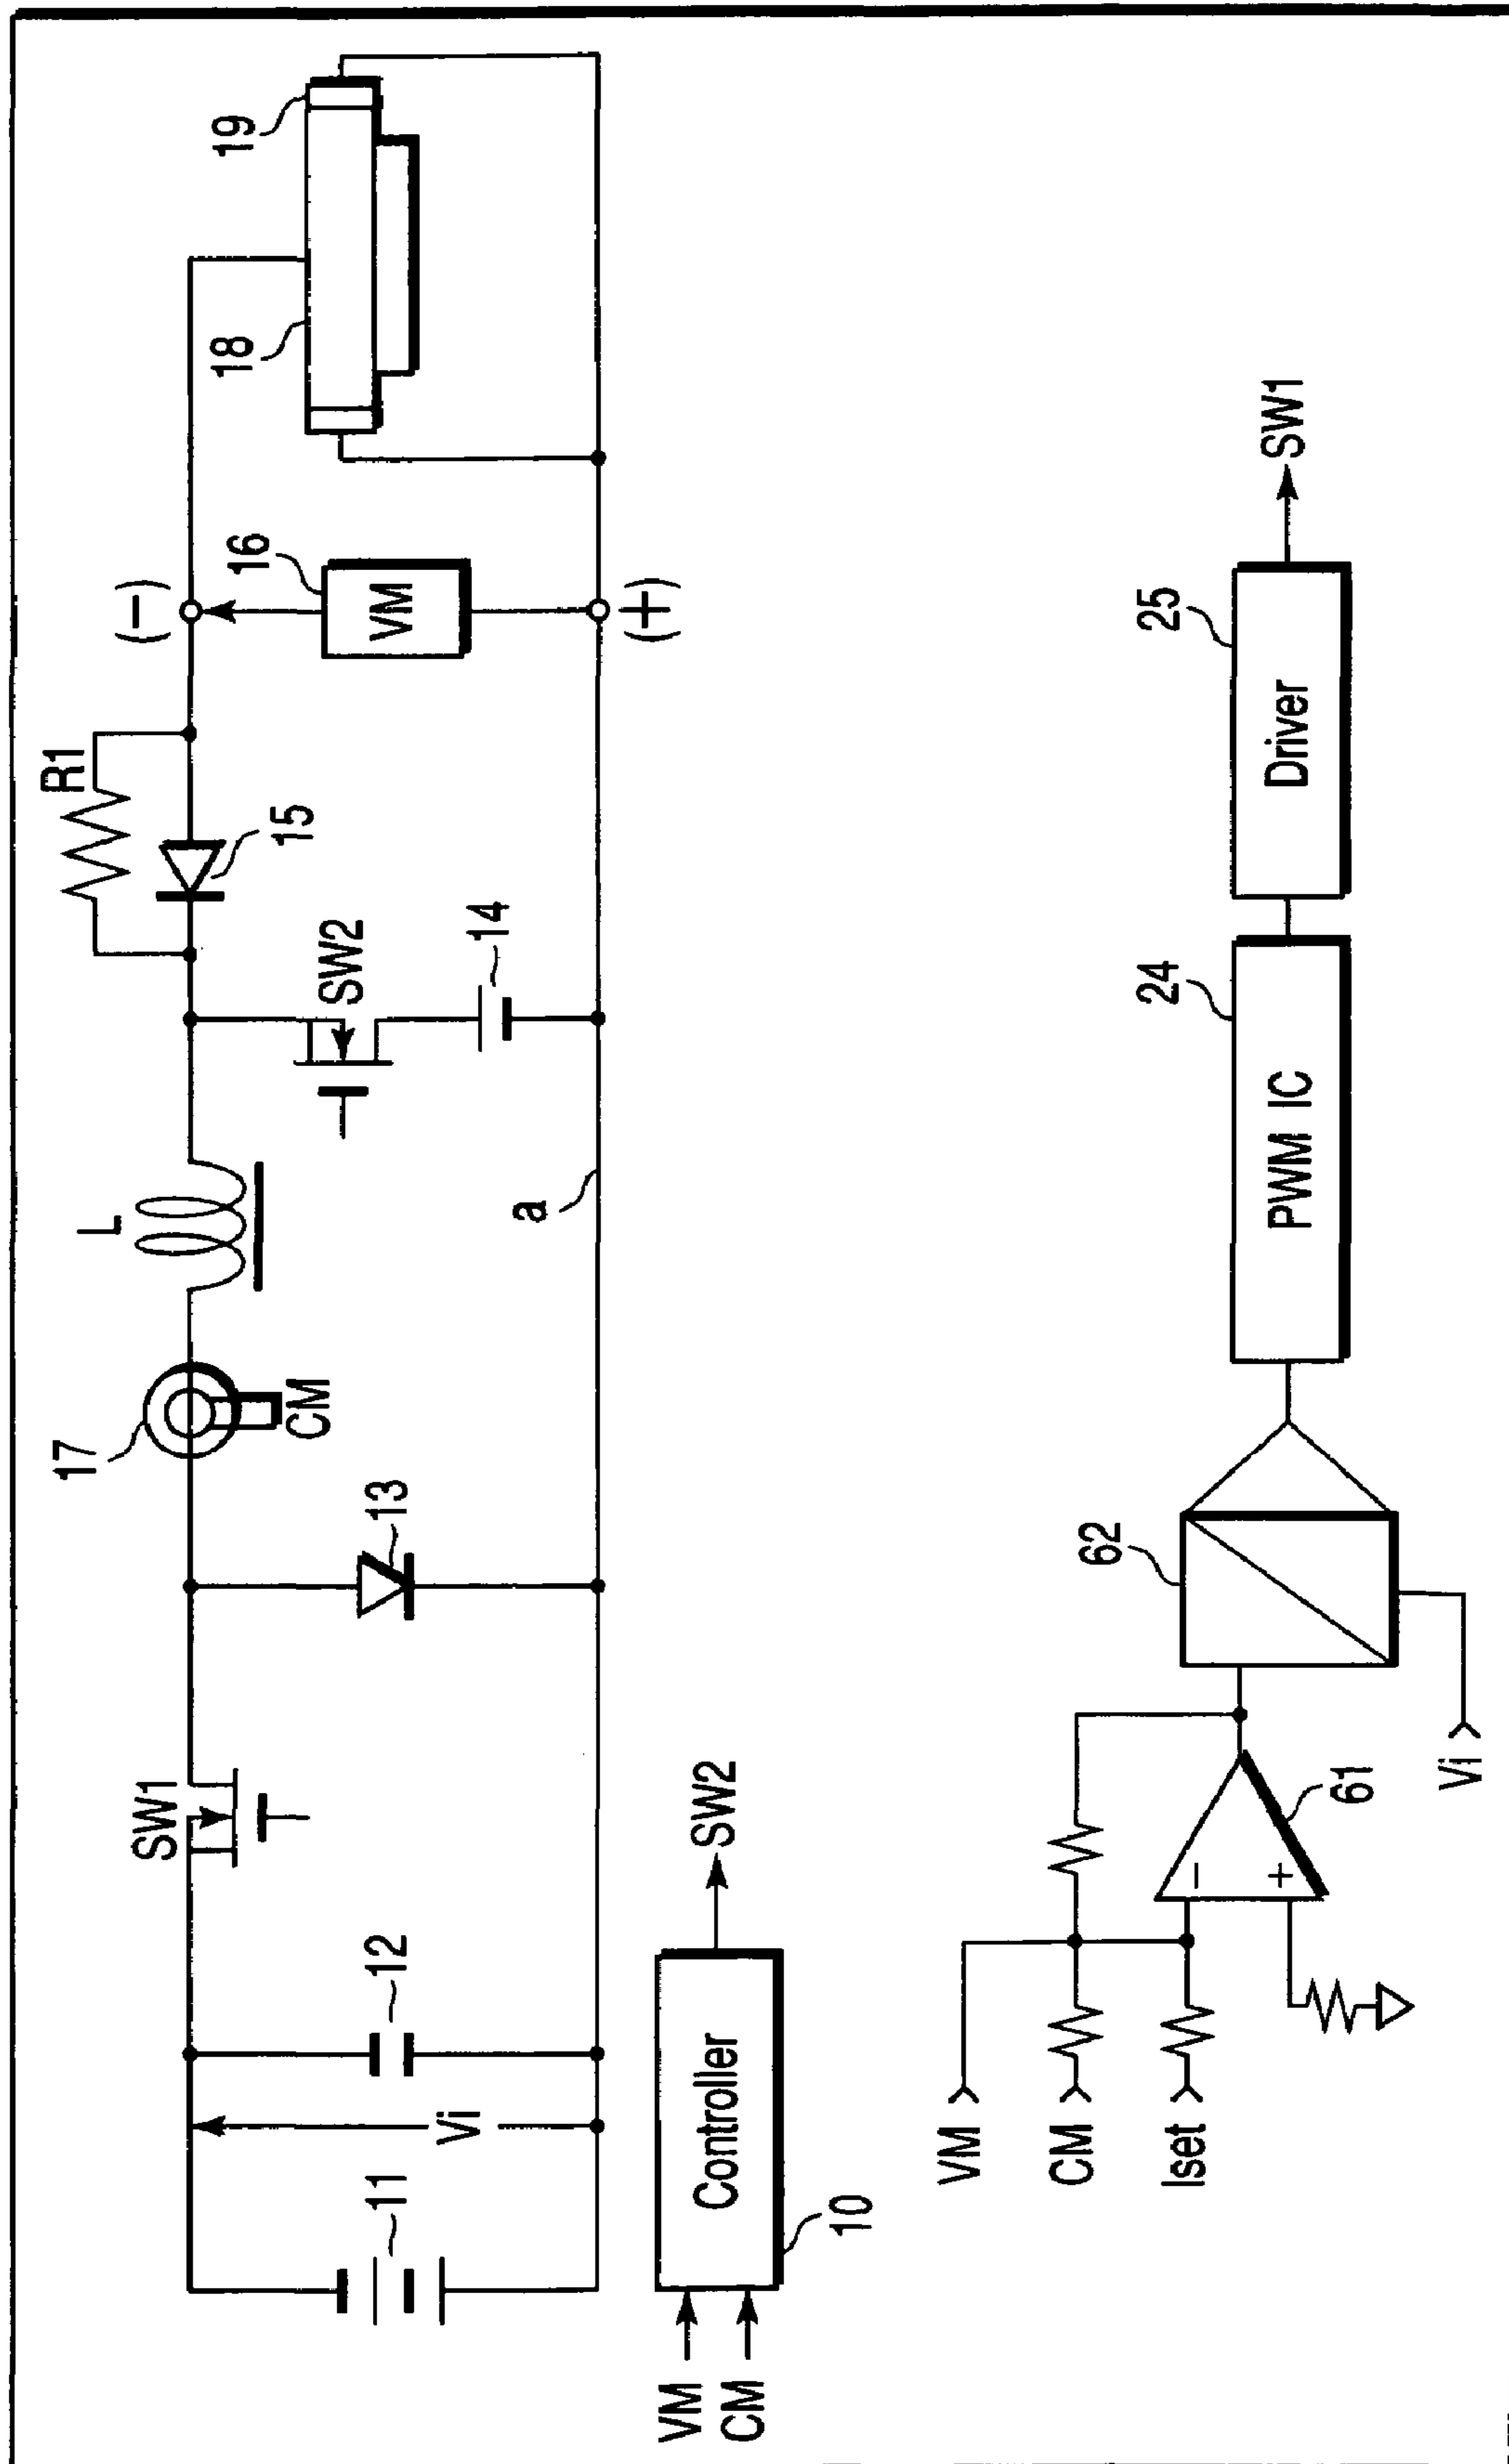 R1
L
17
CM
SW1
15
(-)
16
VM
18
19
SW2
14
13
12
Vi
11
a
(+)
VM
CM
Controller
10
SW2
VM
CM
Iset
-
+
61
62
Vi
PWM IC
24
Driver
25
SW1